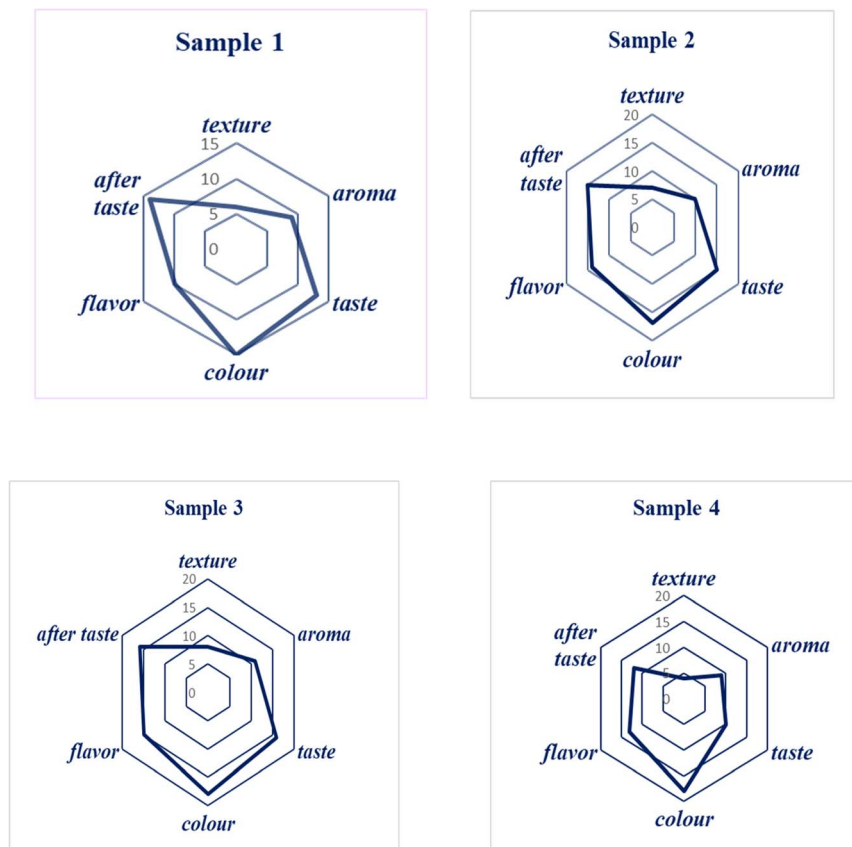 Sample 1
texture
15
after
taste
10
aroma
5
0
flavor
taste
colour
Sample 2
texture
20
after
taste
15
aroma
10
5
0
flavor
taste
colour
Sample 3
texture
20
after taste
15
aroma
10
5
0
flavor
taste
colour
Sample 4
texture
20
after
taste
15
aroma
10
5
0
flavor
taste
colour